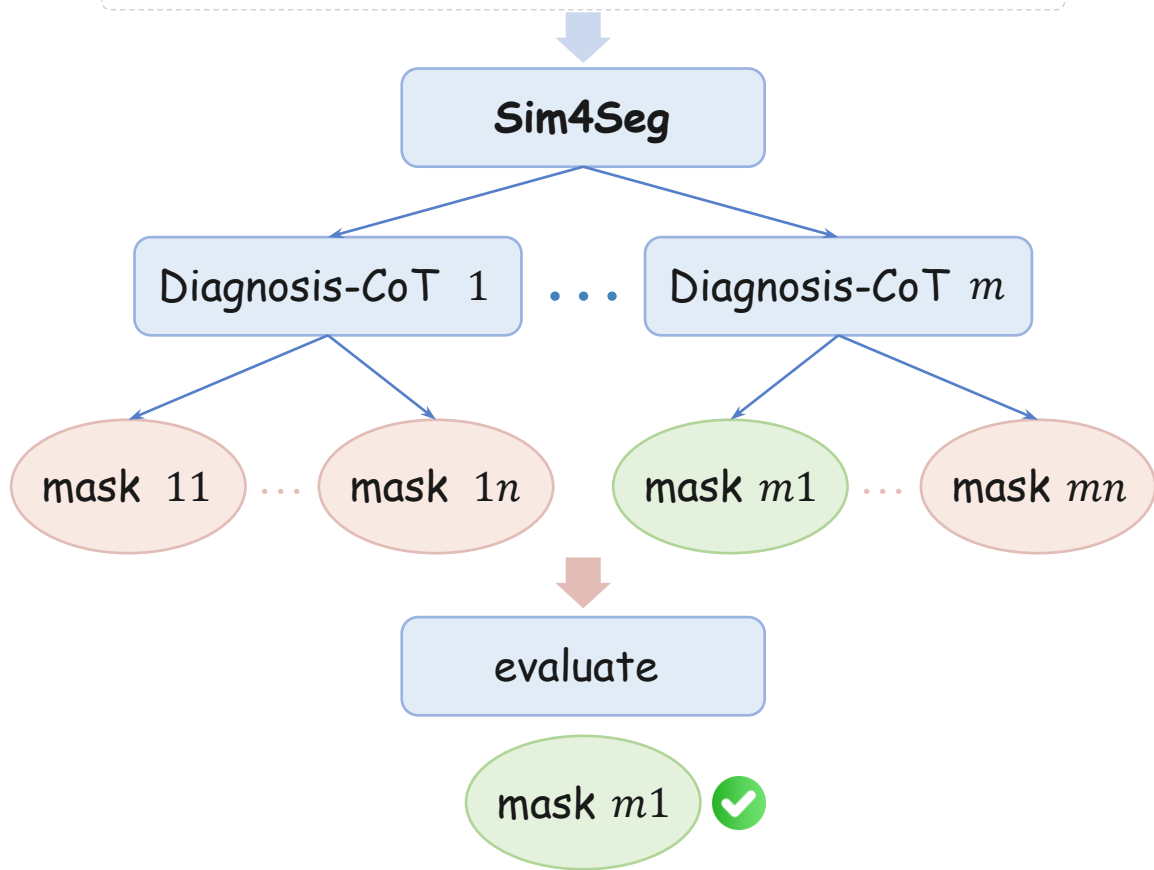 Sim4Seg
Diagnosis-CoT 1 ... Diagnosis-CoT m
mask 11 ... mask 1n mask m1 ... mask mn
evaluate
mask m1